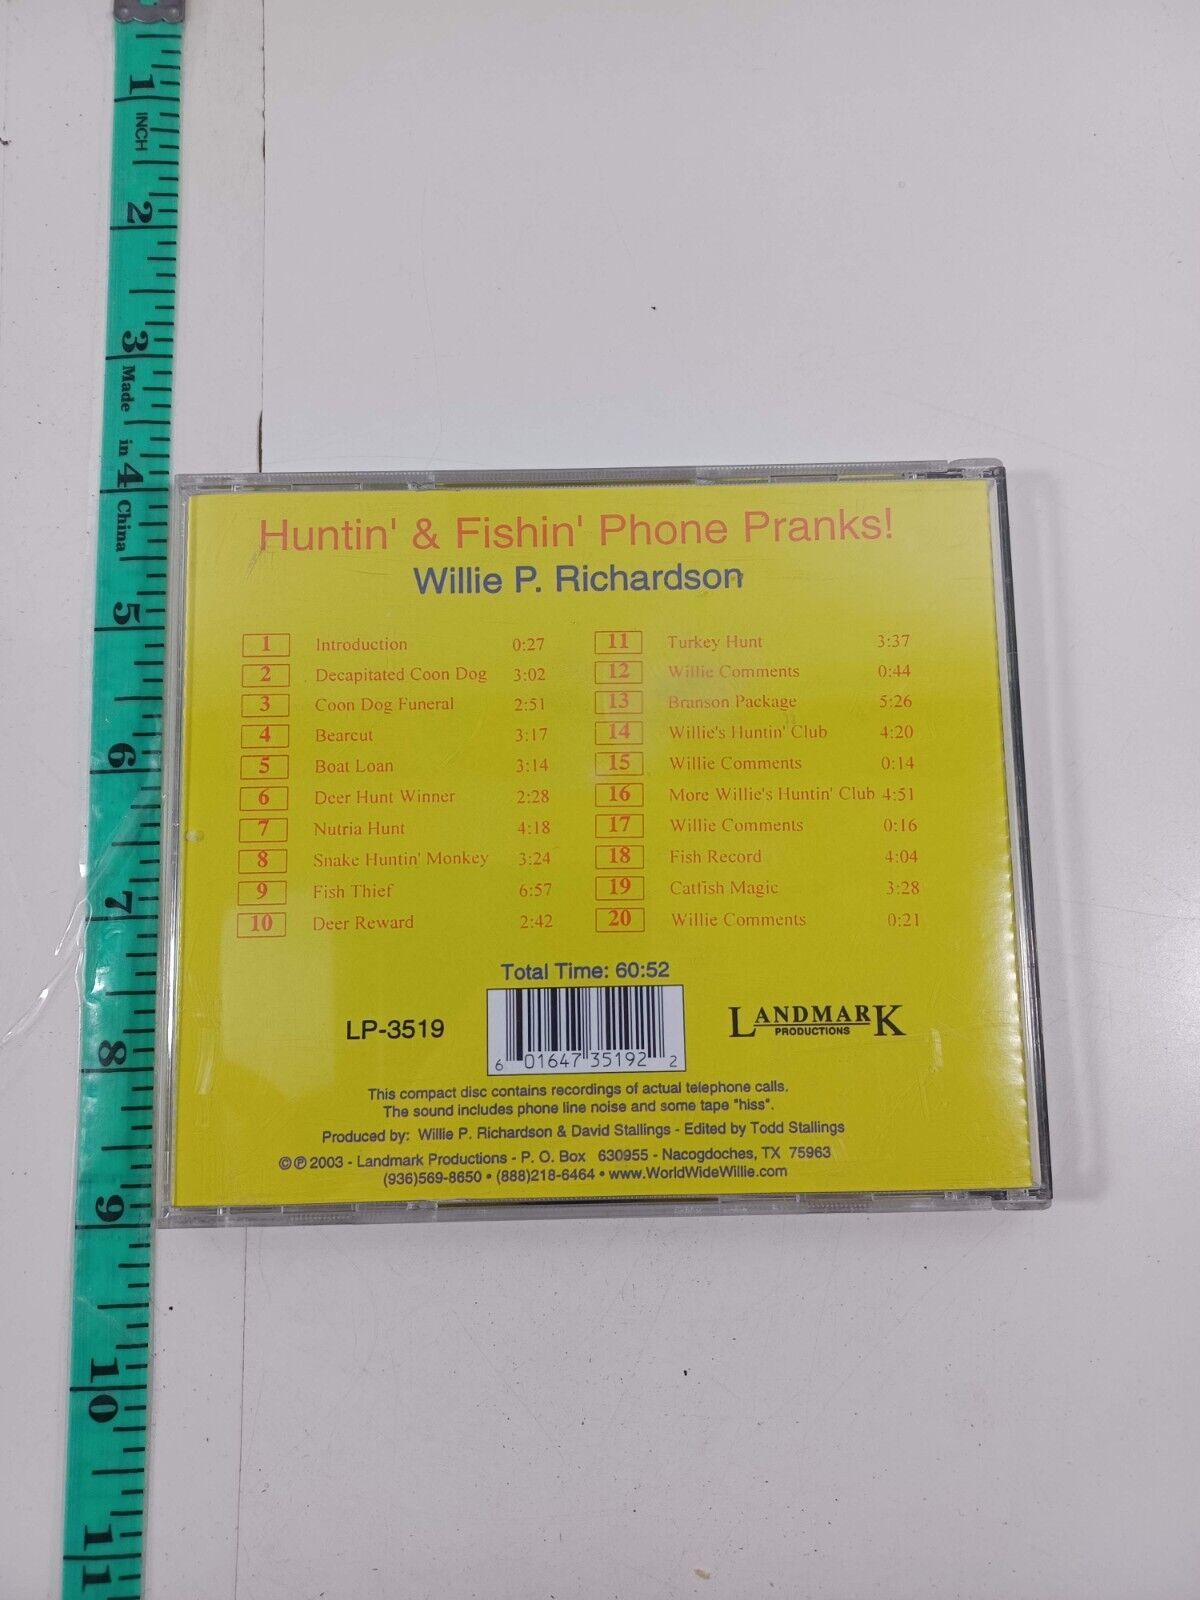 1
INCH
2
3
Made in China
4
5
6
7
8
9
10
11
Huntin' & Fishin' Phone Pranks!
Willie P. Richardson
1 Introduction 0:27
2 Decapitated Coon Dog 3:02
3 Coon Dog Funeral 2:51
4 Bearcut 3:17
5 Boat Loan 3:14
6 Deer Hunt Winner 2:28
7 Nutria Hunt 4:18
8 Snake Huntin' Monkey 3:24
9 Fish Thief 6:57
10 Deer Reward 2:42
11 Turkey Hunt 3:37
12 Willie Comments 0:44
13 Branson Package 5:26
14 Willie's Huntin' Club 4:20
15 Willie Comments 0:14
16 More Willie's Huntin' Club 4:51
17 Willie Comments 0:16
18 Fish Record 4:04
19 Catfish Magic 3:28
20 Willie Comments 0:21
Total Time: 60:52
LP-3519
6 01647 35192 2
LANDMARK
PRODUCTIONS
This compact disc contains recordings of actual telephone calls.
The sound includes phone line noise and some tape "hiss".
Produced by: Willie P. Richardson & David Stallings - Edited by Todd Stallings
©℗ 2003 - Landmark Productions - P. O. Box 630955 - Nacogdoches, TX 75963
(936)569-8650 • (888)218-6464 • www.WorldWideWillie.com